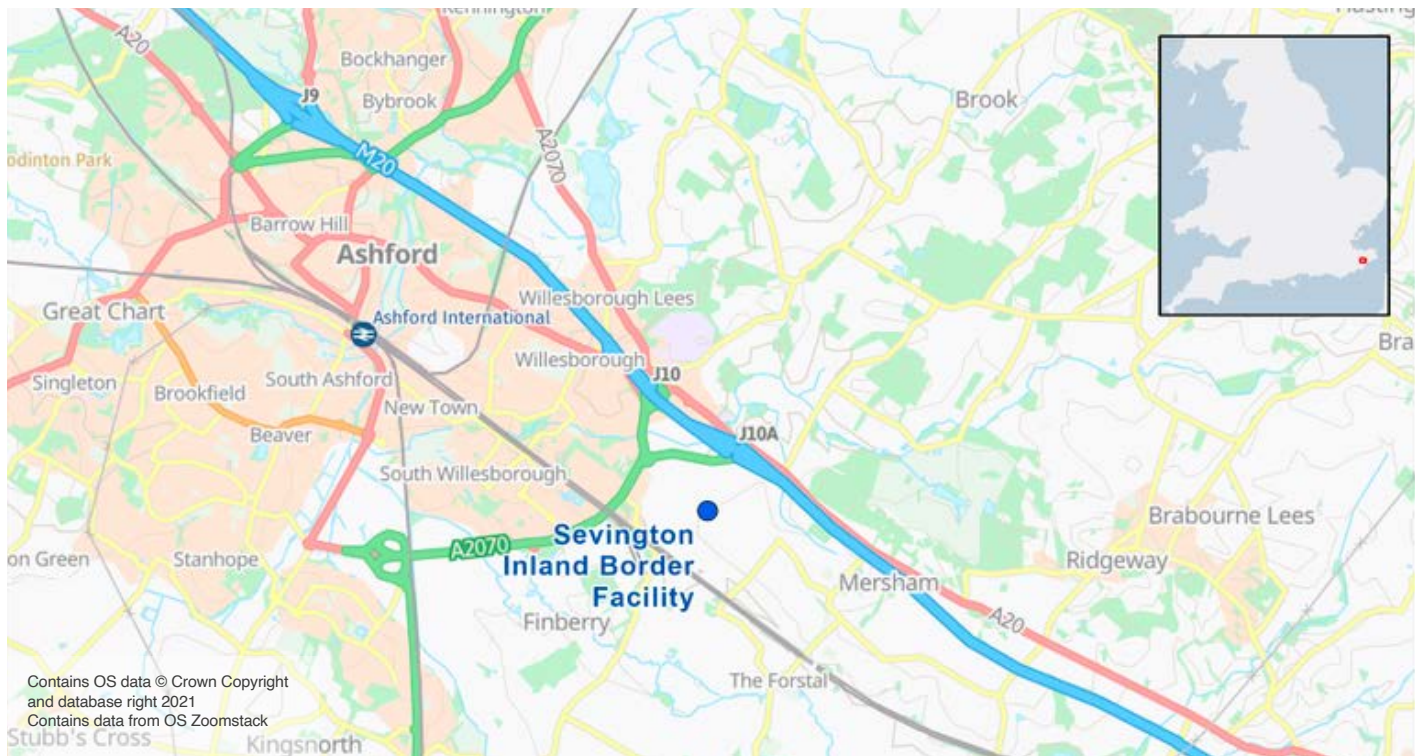 Kennington
Hasting
A20
Bockhanger
J9
Bybrook
Brook
A2070
M20
odinton Park
Barrow Hill
Ashford
Willesborough Lees
Great Chart
Ashford International
Bra
Willesborough
Singleton
South Ashford
J10
Brookfield
New Town
Beaver
J10A
South Willesborough
Brabourne Lees
Sevington
Inland Border
Facility
A2070
on Green
Stanhope
Ridgeway
Mersham
Finberry
A20
The Forstal
Contains OS data © Crown Copyright
and database right 2021
Contains data from OS Zoomstack
Stubb's Cross
Kingsnorth